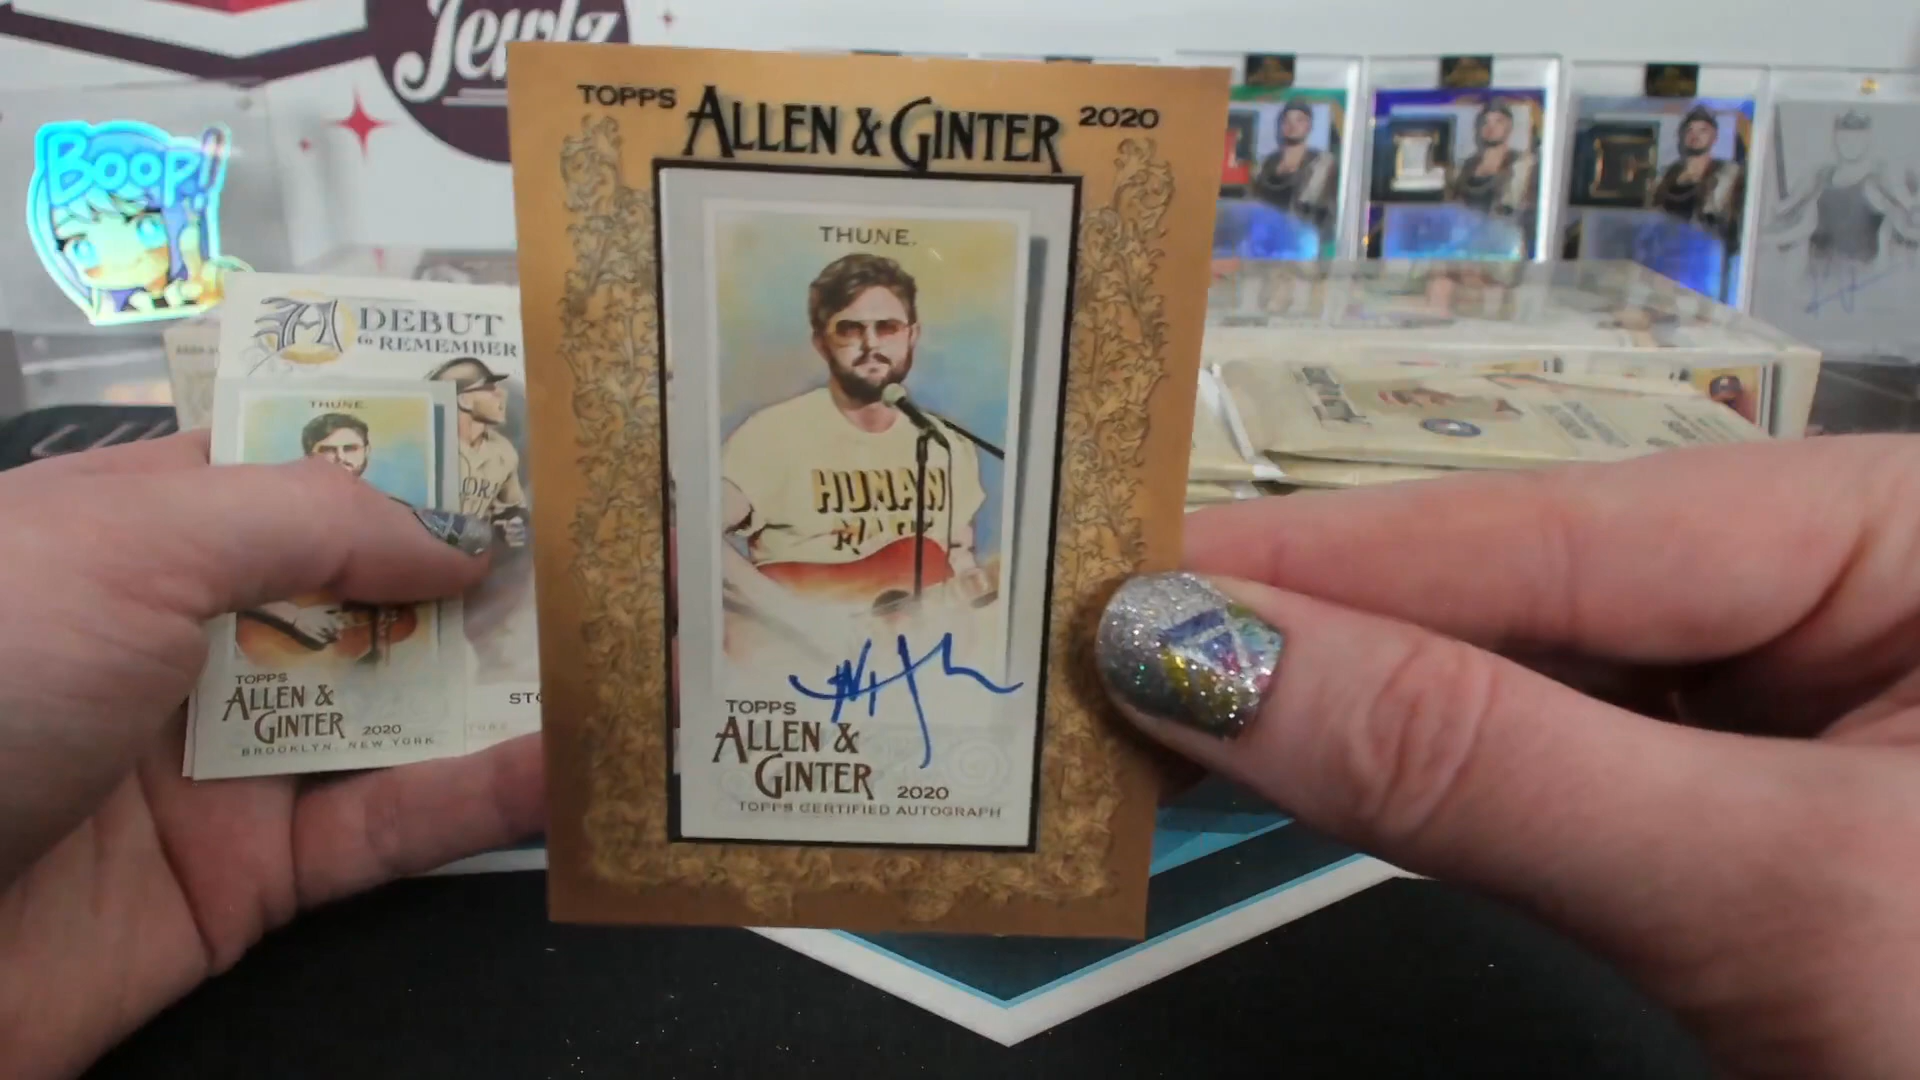 Jewlz
BOOP!
TOPPS ALLEN & GINTER 2020
THUNE.
HUMAN
TOPPS
ALLEN &
GINTER 2020
TOPPS CERTIFIED AUTOGRAPH
DEBUT
to REMEMBER
THUNE.
TOPPS
ALLEN &
GINTER 2020
BROOKLYN, NEW YORK